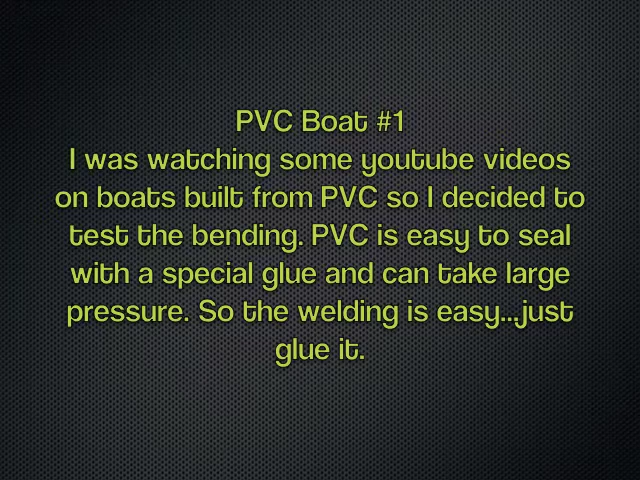 PVC Boat #1
I was watching some youtube videos
on boats built from PVC so I decided to
test the bending. PVC is easy to seal
with a special glue and can take large
pressure. So the welding is easy...just
glue it.